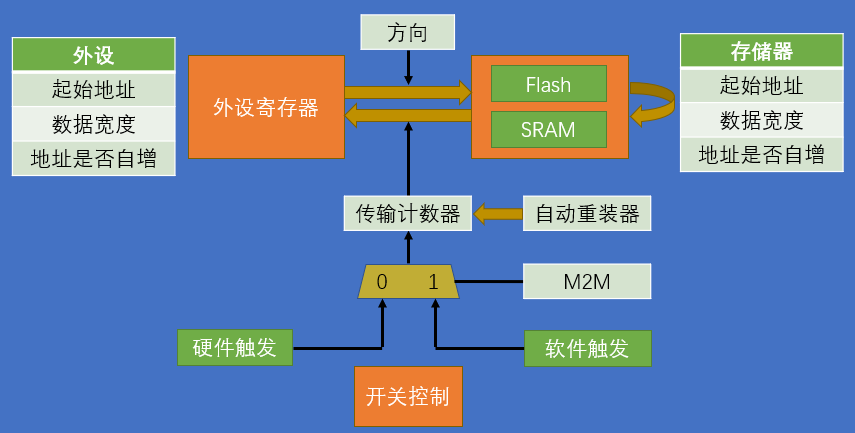 方向
外设
起始地址
数据宽度
地址是否自增
外设寄存器
Flash
SRAM
存储器
起始地址
数据宽度
地址是否自增
传输计数器
自动重装器
0
1
M2M
硬件触发
软件触发
开关控制